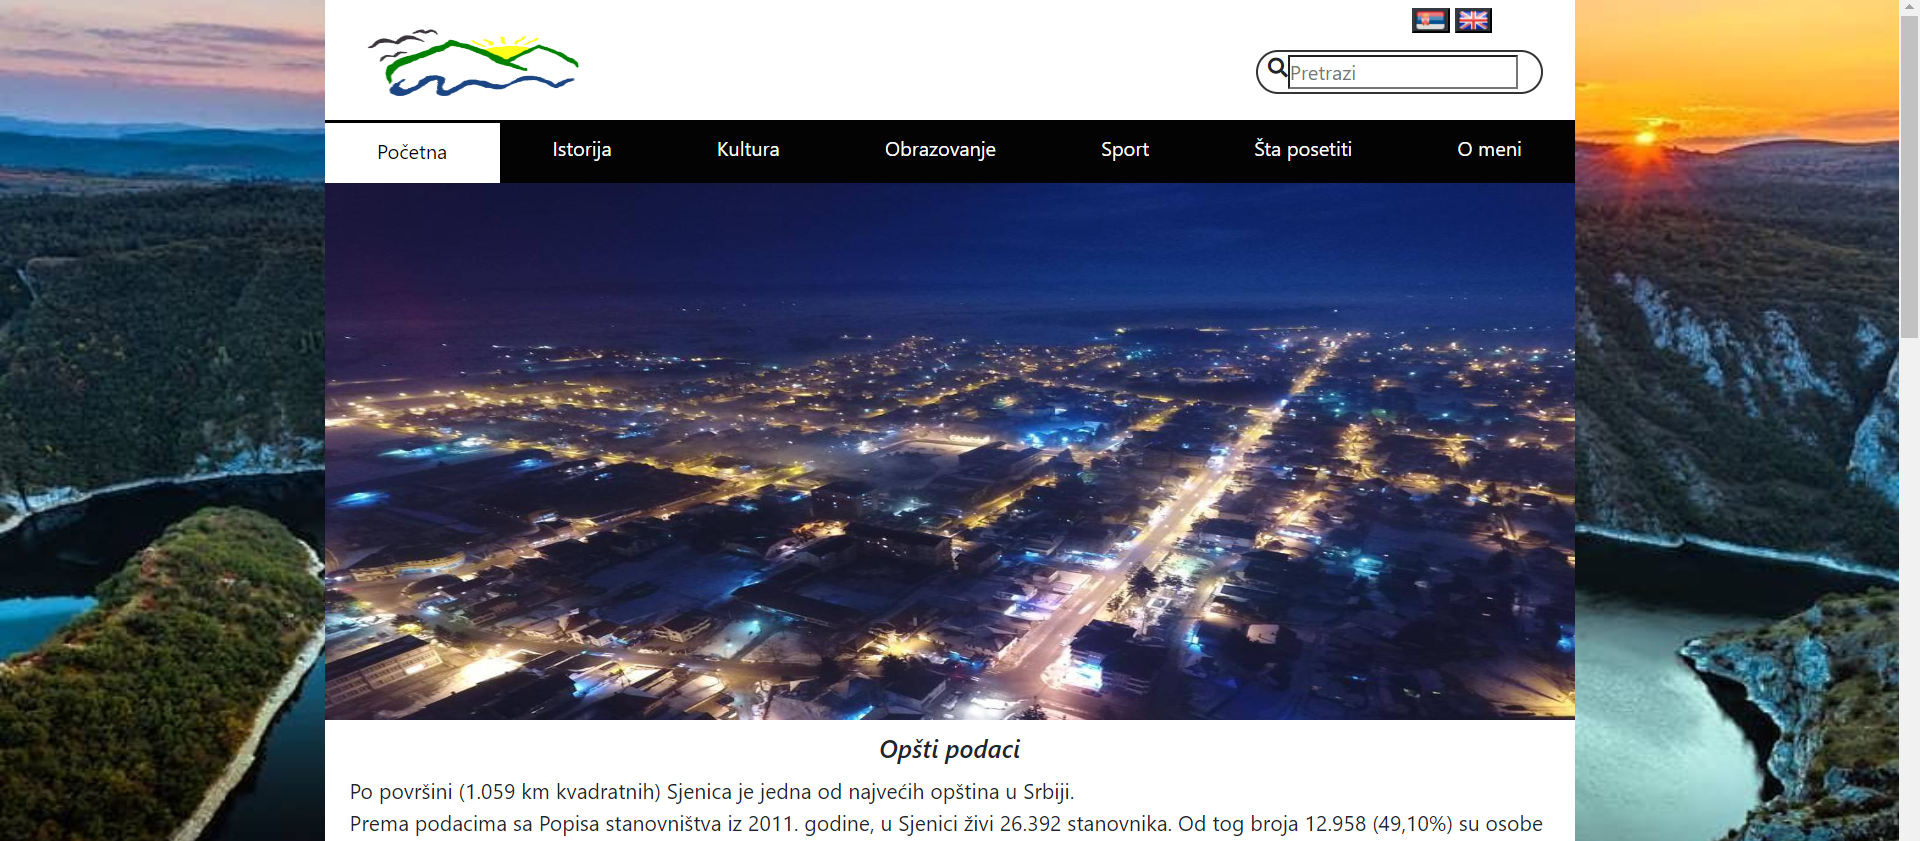 Pretrazi
Početna
Istorija
Kultura
Obrazovanje
Sport
Šta posetiti
O meni
Opšti podaci
Po površini (1.059 km kvadratnih) Sjenica je jedna od najvećih opština u Srbiji.
Prema podacima sa Popisa stanovništva iz 2011. godine, u Sjenici živi 26.392 stanovnika. Od tog broja 12.958 (49,10%) su osobe